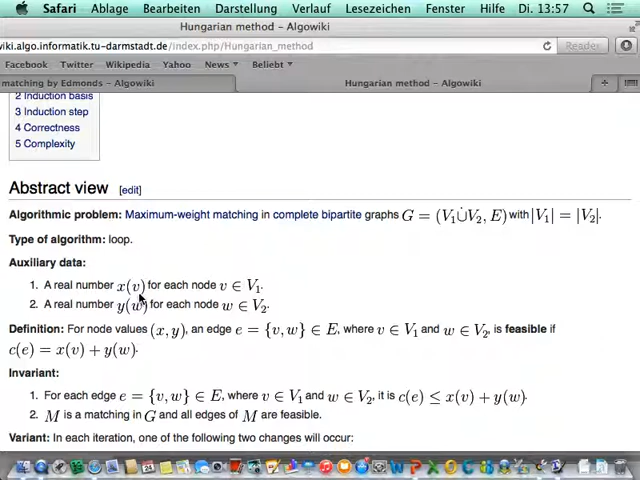 Safari Ablage Bearbeiten Darstellung Verlauf Lesezeichen Fenster Hilfe Di. 13:57
Hungarian method - Algowiki
wiki.algo.informatik.tu-darmstadt.de/index.php/Hungarian_method Reader
Facebook Twitter Wikipedia Yahoo News Beliebt
matching by Edmonds - Algowiki Hungarian method - Algowiki
2 Induction basis
3 Induction step
4 Correctness
5 Complexity
Abstract view [edit]
Algorithmic problem: Maximum-weight matching in complete bipartite graphs G = (V₁∪̇V₂, E) with |V₁| = |V₂|.
Type of algorithm: loop.
Auxiliary data:
1. A real number x(v) for each node v ∈ V₁.
2. A real number y(w) for each node w ∈ V₂.
Definition: For node values (x, y), an edge e = {v, w} ∈ E, where v ∈ V₁ and w ∈ V₂, is feasible if
c(e) = x(v) + y(w).
Invariant:
1. For each edge e = {v, w} ∈ E, where v ∈ V₁ and w ∈ V₂, it is c(e) ≤ x(v) + y(w).
2. M is a matching in G and all edges of M are feasible.
Variant: In each iteration, one of the following two changes will occur: